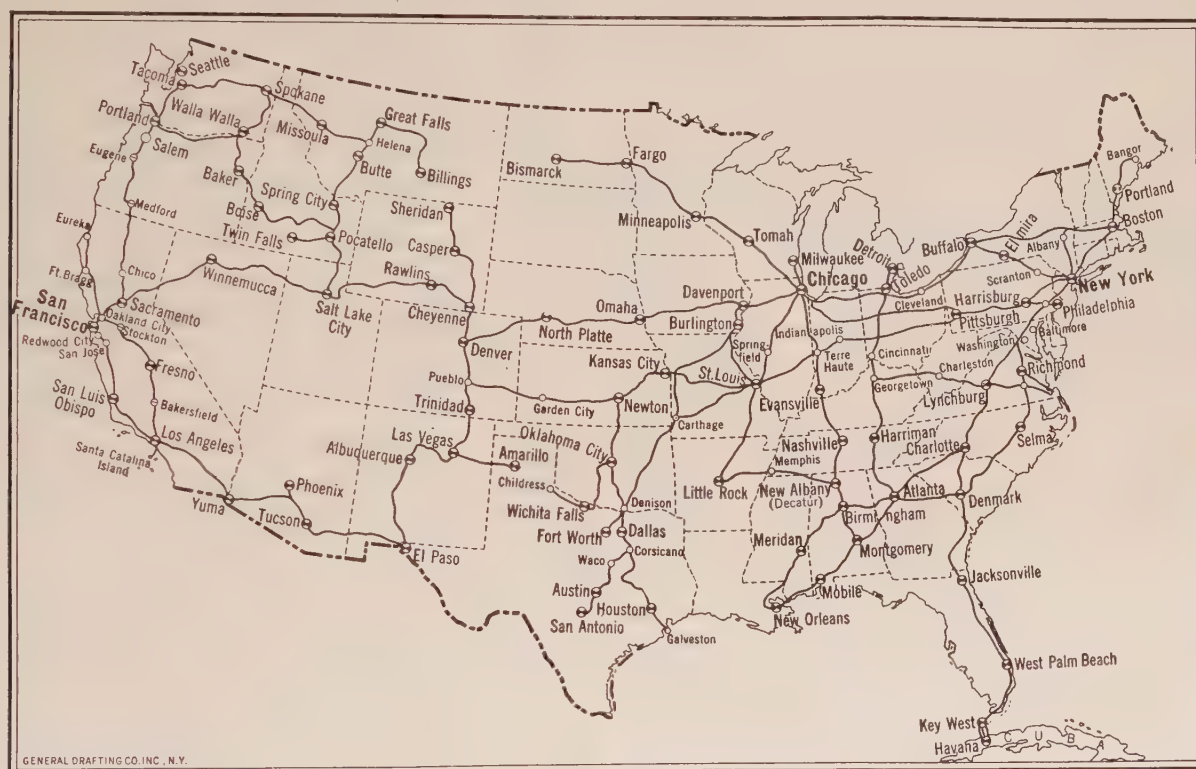 Seattle
Tacoma
Spokane
Walla Walla
Portland
Great Falls
Missoula
Helena
Salem
Butte
Billings
Eugene
Baker
Spring City
Sheridan
Boise
Medford
Twin Falls
Pocatello
Casper
Eureka
Rawlins
Chico
Winnemucca
Ft. Bragg
San
Francisco
Sacramento
Oakland City
Stockton
Redwood City
San Jose
Salt Lake
City
Cheyenne
Denver
Fresno
Pueblo
San Luis
Obispo
Bakersfield
Trinidad
Los Angeles
Santa Catalina
Island
Las Vegas
Albuquerque
Amarillo
Childress
Phoenix
Yuma
Tucson
El Paso
Bismarck
Fargo
Minneapolis
Tomah
Milwaukee
Chicago
Detroit
Toledo
Omaha
North Platte
Davenport
Burlington
Kansas City
Spring-
field
St. Louis
Indianapolis
Terre
Haute
Evansville
Garden City
Newton
Carthage
Oklahoma City
Wichita Falls
Denison
Fort Worth
Dallas
Waco
Corsicano
Austin
Houston
San Antonio
Galveston
Little Rock
Memphis
Nashville
New Albany
(Decatur)
Birmingham
Meridan
Montgomery
Mobile
New Orleans
Bangor
Portland
Boston
Buffalo
Elmira
Albany
Scranton
New York
Cleveland
Harrisburg
Philadelphia
Pittsburgh
Baltimore
Washington
Cincinnati
Charleston
Richmond
Georgetown
Lynchburg
Harriman
Charlotte
Selma
Atlanta
Denmark
Jacksonville
West Palm Beach
Key West
Havana
CUBA
GENERAL DRAFTING CO. INC., N.Y.